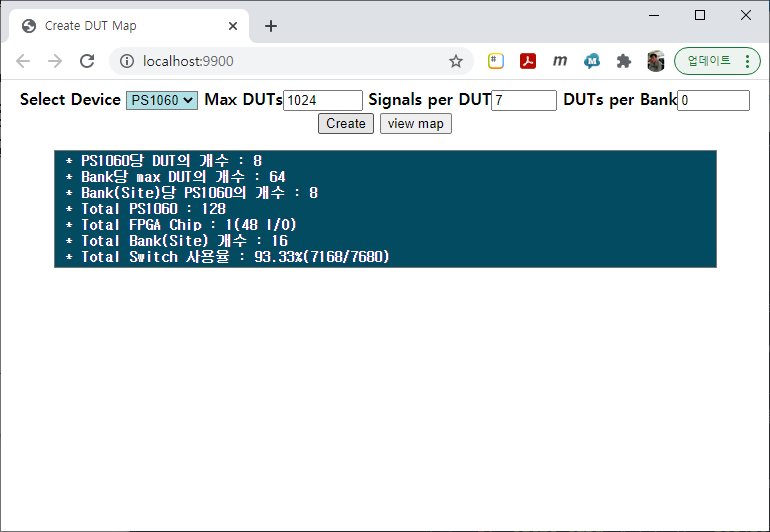 Create DUT Map
localhost:9900
업데이트
Select Device PS1060 Max DUTs 1024 Signals per DUT 7 DUTs per Bank 0
Create view map
* PS1060당 DUT의 개수 : 8
* Bank당 max DUT의 개수 : 64
* Bank(Site)당 PS1060의 개수 : 8
* Total PS1060 : 128
* Total FPGA Chip : 1(48 I/O)
* Total Bank(Site) 개수 : 16
* Total Switch 사용율 : 93.33%(7168/7680)